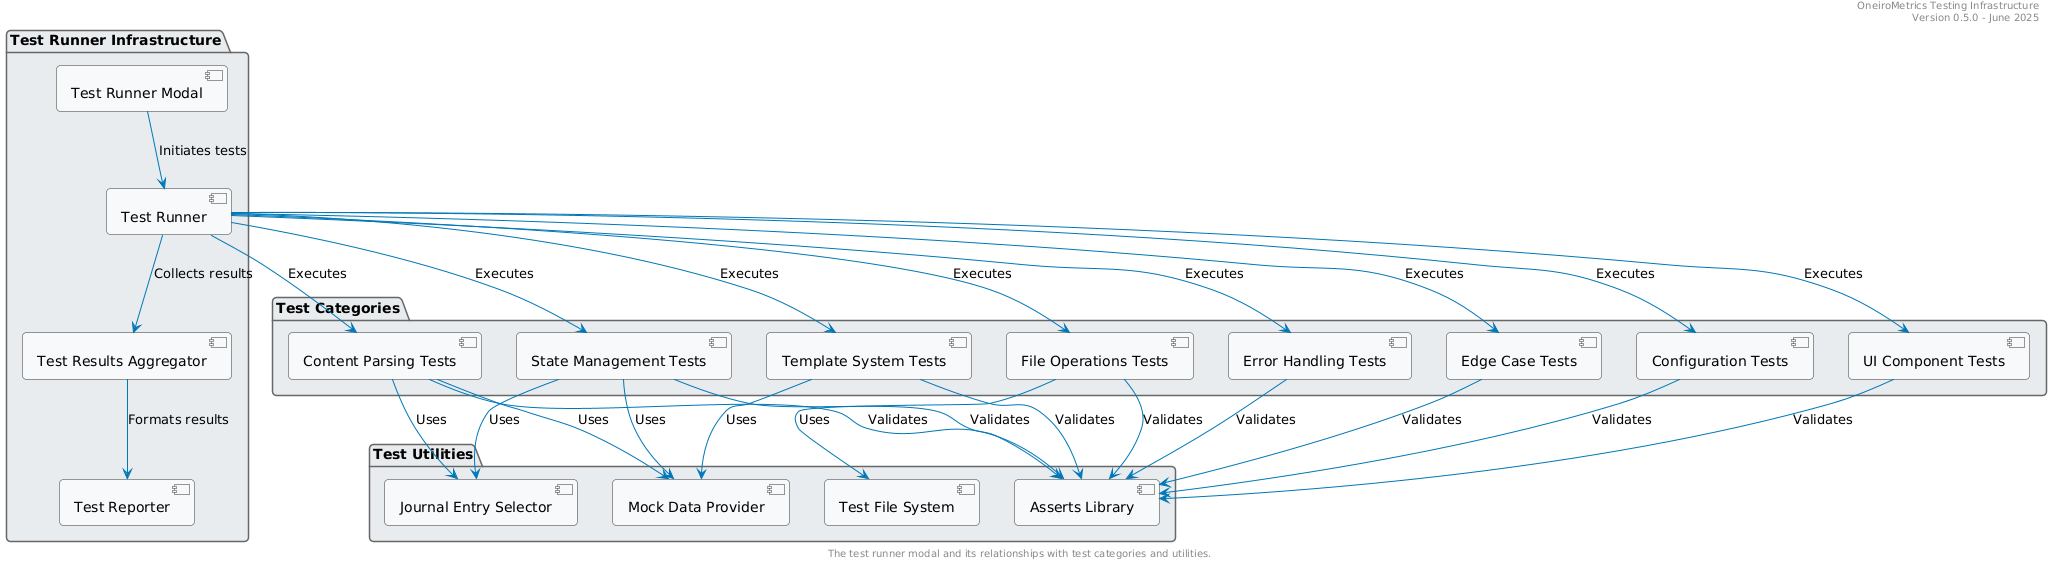 OneiroMetrics Testing Infrastructure
Version 0.5.0 - June 2025
Test Runner Infrastructure
Test Runner Modal
Initiates tests
Test Runner
Collects results
Executes
Executes
Executes
Executes
Executes
Executes
Executes
Executes
Test Categories
Test Results Aggregator
Content Parsing Tests
State Management Tests
Template System Tests
File Operations Tests
Error Handling Tests
Edge Case Tests
Configuration Tests
UI Component Tests
Formats results
Uses
Uses
Uses
Uses
Uses
Uses
Validates
Validates
Validates
Validates
Validates
Validates
Validates
Validates
Test Utilities
Test Reporter
Journal Entry Selector
Mock Data Provider
Test File System
Asserts Library
The test runner modal and its relationships with test categories and utilities.